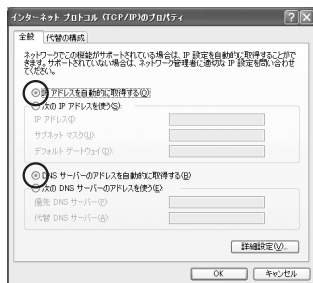 インターネット プロトコル (TCP/IP)のプロパティ
全般 代替の構成
ネットワークでこの機能がサポートされている場合は、IP 設定を自動的に取得することがで
きます。サポートされていない場合は、ネットワーク管理者に適切な IP 設定を問い合わせ
てください。
IP アドレスを自動的に取得する(O)
次の IP アドレスを使う(S):
IP アドレス(I):
サブネット マスク(U):
デフォルト ゲートウェイ(D):
DNS サーバーのアドレスを自動的に取得する(B)
次の DNS サーバーのアドレスを使う(E):
優先 DNS サーバー(P):
代替 DNS サーバー(A):
詳細設定(V)...
OK キャンセル